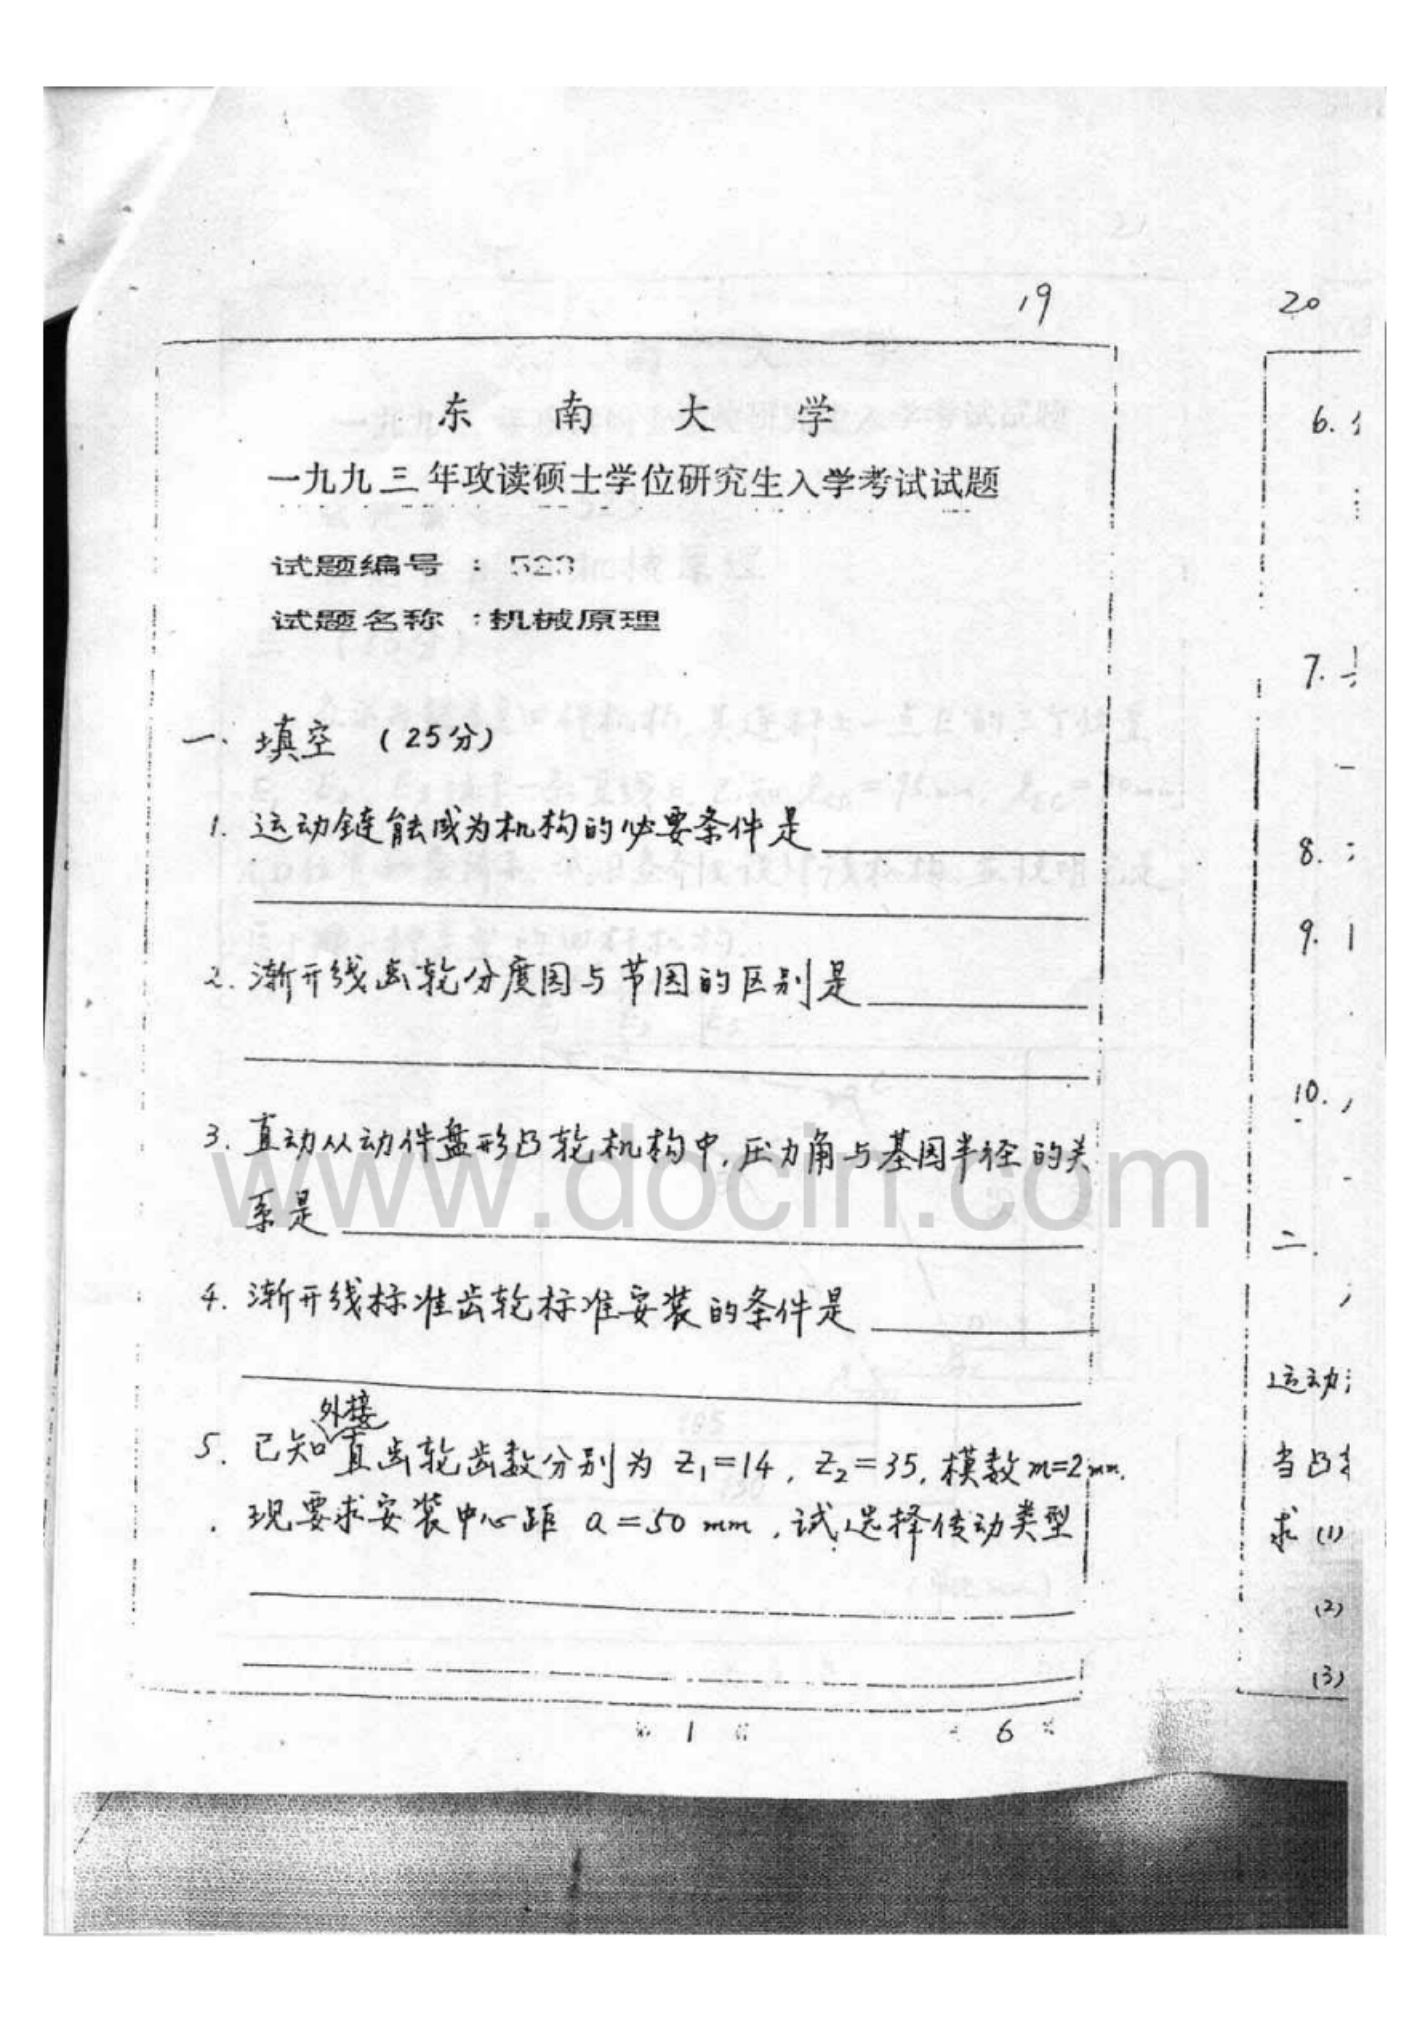 19
20
东 南 大 学
一九九三年攻读硕士学位研究生入学考试试题
试题编号 : 523
试题名称 :机械原理
一. 填空 (25分)
1. 运动链能成为机构的必要条件是
2. 渐开线齿轮分度圆与节圆的区别是
3. 直动从动件盘形凸轮机构中,压力角与基圆半径的关
系是
4. 渐开线标准齿轮标准安装的条件是
外接
5. 已知直齿轮齿数分别为 Z₁=14, Z₂=35, 模数m=2mm.
现要求安装中心距 a=50mm, 试选择传动类型
1
6
6.
7.
8.
9.
10.
二.
运动
当凸
求 (1)
(2)
(3)
www.docin.com